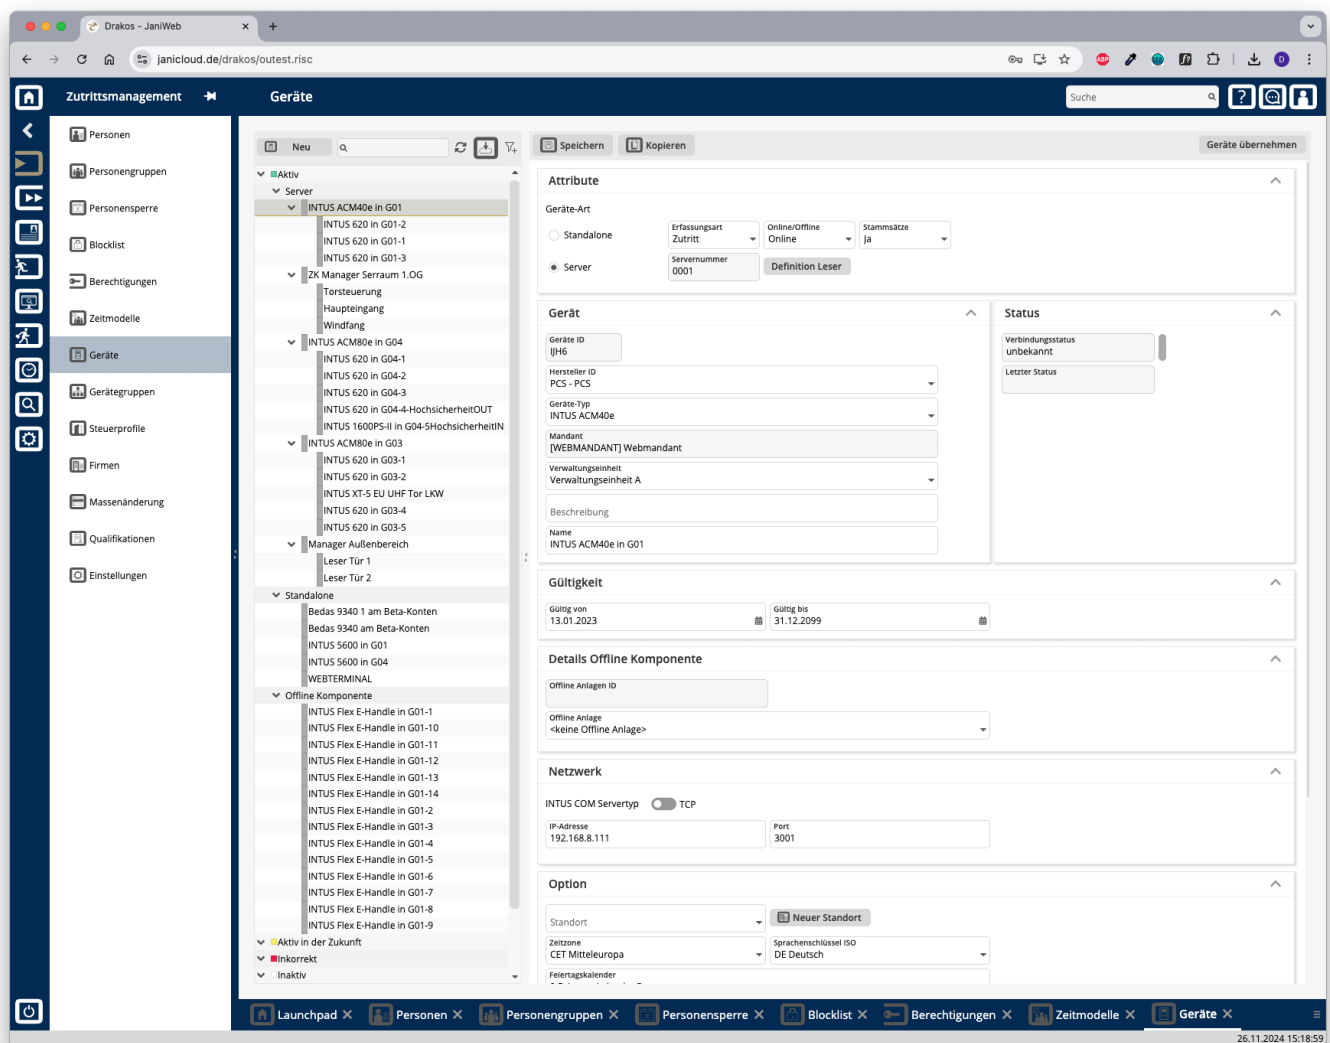 Drakos - JaniWeb
janicloud.de/drakos/outest.risc
ABP
D
Zutrittsmanagement
Geräte
Suche
Personen
Personengruppen
Personensperre
Blocklist
Berechtigungen
Zeitmodelle
Geräte
Gerätegruppen
Steuerprofile
Firmen
Massenänderung
Qualifikationen
Einstellungen
Neu
Aktiv
Server
INTUS ACM40e in G01
INTUS 620 in G01-2
INTUS 620 in G01-1
INTUS 620 in G01-3
ZK Manager Serraum 1.OG
Torsteuerung
Haupteingang
Windfang
INTUS ACM80e in G04
INTUS 620 in G04-1
INTUS 620 in G04-2
INTUS 620 in G04-3
INTUS 620 in G04-4-HochsicherheitOUT
INTUS 1600PS-II in G04-5HochsicherheitIN
INTUS ACM80e in G03
INTUS 620 in G03-1
INTUS 620 in G03-2
INTUS XT-5 EU UHF Tor LKW
INTUS 620 in G03-4
INTUS 620 in G03-5
Manager Außenbereich
Leser Tür 1
Leser Tür 2
Standalone
Bedas 9340 1 am Beta-Konten
Bedas 9340 am Beta-Konten
INTUS 5600 in G01
INTUS 5600 in G04
WEBTERMINAL
Offline Komponente
INTUS Flex E-Handle in G01-1
INTUS Flex E-Handle in G01-10
INTUS Flex E-Handle in G01-11
INTUS Flex E-Handle in G01-12
INTUS Flex E-Handle in G01-13
INTUS Flex E-Handle in G01-14
INTUS Flex E-Handle in G01-2
INTUS Flex E-Handle in G01-3
INTUS Flex E-Handle in G01-4
INTUS Flex E-Handle in G01-5
INTUS Flex E-Handle in G01-6
INTUS Flex E-Handle in G01-7
INTUS Flex E-Handle in G01-8
INTUS Flex E-Handle in G01-9
Aktiv in der Zukunft
Inkorrekt
Inaktiv
Speichern Kopieren Geräte übernehmen
Attribute
Geräte-Art
Erfassungsart Online/Offline Stammsätze
Standalone Zutritt Online Ja
Servernummer
Server 0001 Definition Leser
Gerät
Geräte ID
IJH6
Hersteller ID
PCS - PCS
Geräte-Typ
INTUS ACM40e
Mandant
[WEBMANDANT] Webmandant
Verwaltungseinheit
Verwaltungseinheit A
Beschreibung
Name
INTUS ACM40e in G01
Status
Verbindungsstatus
unbekannt
Letzter Status
Gültigkeit
Gültig von Gültig bis
13.01.2023 31.12.2099
Details Offline Komponente
Offline Anlagen ID
Offline Anlage
<keine Offline Anlage>
Netzwerk
INTUS COM Servertyp TCP
IP-Adresse Port
192.168.8.111 3001
Option
Standort Neuer Standort
Zeitzone Sprachenschlüssel ISO
CET Mitteleuropa DE Deutsch
Feiertagskalender
Launchpad Personen Personengruppen Personensperre Blocklist Berechtigungen Zeitmodelle Geräte
26.11.2024 15:18:59